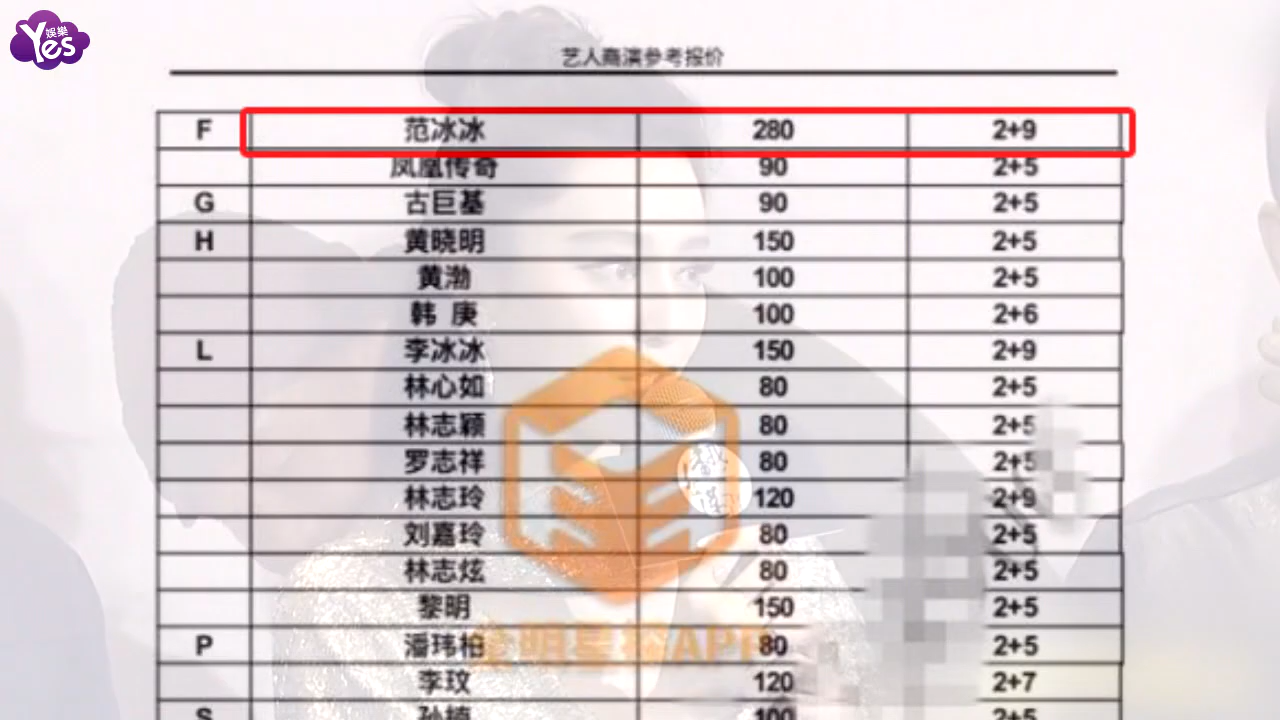 娱樂
Yes
艺人商演参考报价
F 范冰冰 280 2+9
凤凰传奇 90 2+5
G 古巨基 90 2+5
H 黄晓明 150 2+5
黄渤 100 2+5
韩 庚 100 2+6
L 李冰冰 150 2+9
林心如 80 2+5
林志颖 80 2+5
罗志祥 80 2+5
林志玲 120 2+9
刘嘉玲 80 2+5
林志炫 80 2+5
黎明 150 2+5
P 潘玮柏 80 2+5
李玟 120 2+7
S 孙楠 100 2+5